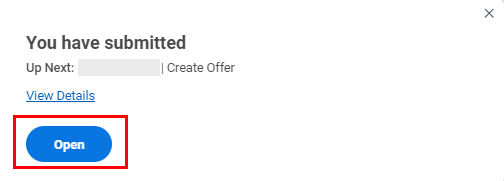 You have submitted
Up Next: | Create Offer
View Details
Open